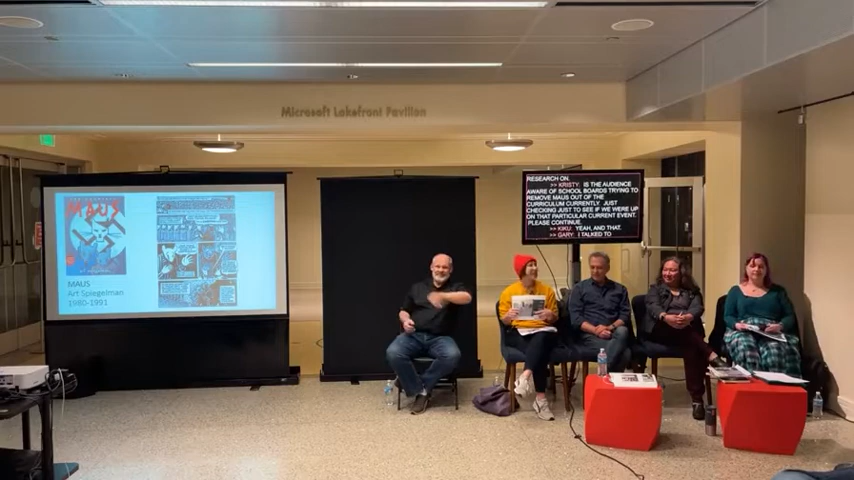 Microsoft Lakefront Pavilion
MAUS
MAUS
Art Spiegelman
1980-1991
RESEARCH ON.
>> KRISTY: IS THE AUDIENCE
AWARE OF SCHOOL BOARDS TRYING TO
REMOVE MAUS OUT OF THE
CURRICULUM CURRENTLY. JUST
CHECKING JUST TO SEE IF WE WERE UP
ON THAT PARTICULAR CURRENT EVENT.
PLEASE CONTINUE.
>> KIKU: YEAH, AND THAT.
>> GARY: I TALKED TO